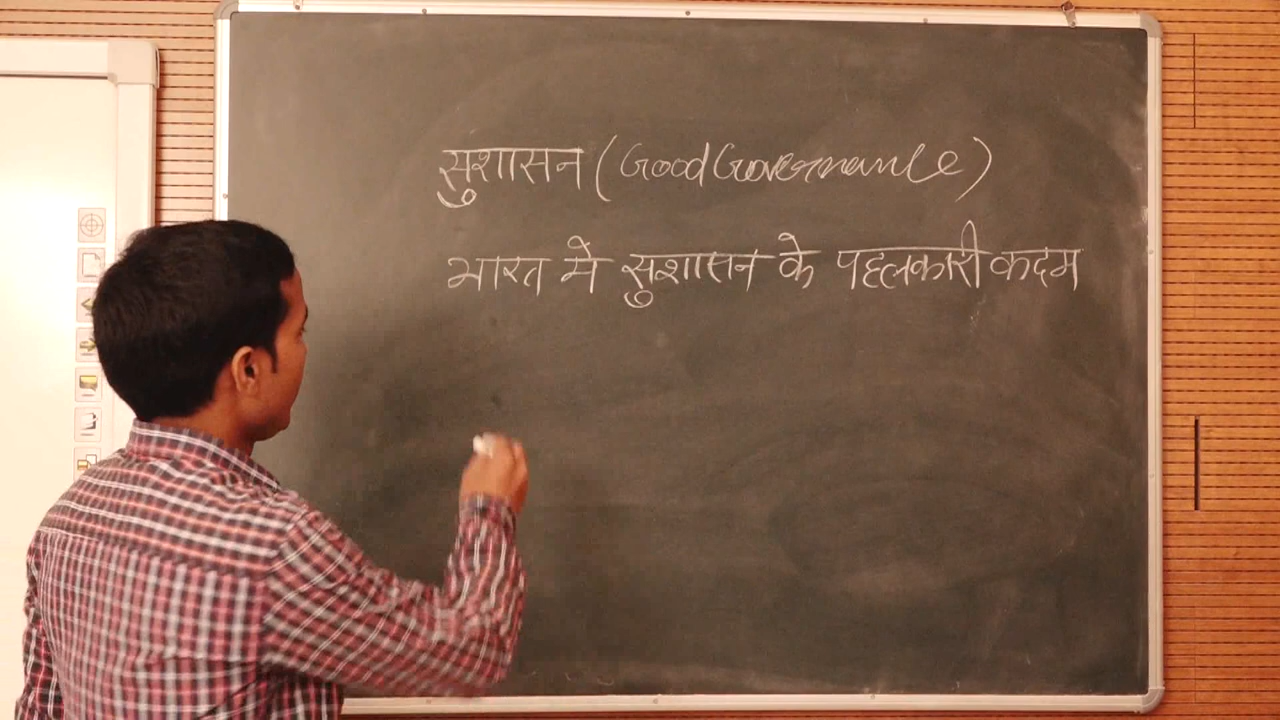 सुशासन (Good Governance)
भारत मे सुशासन के पहलकारी कदम